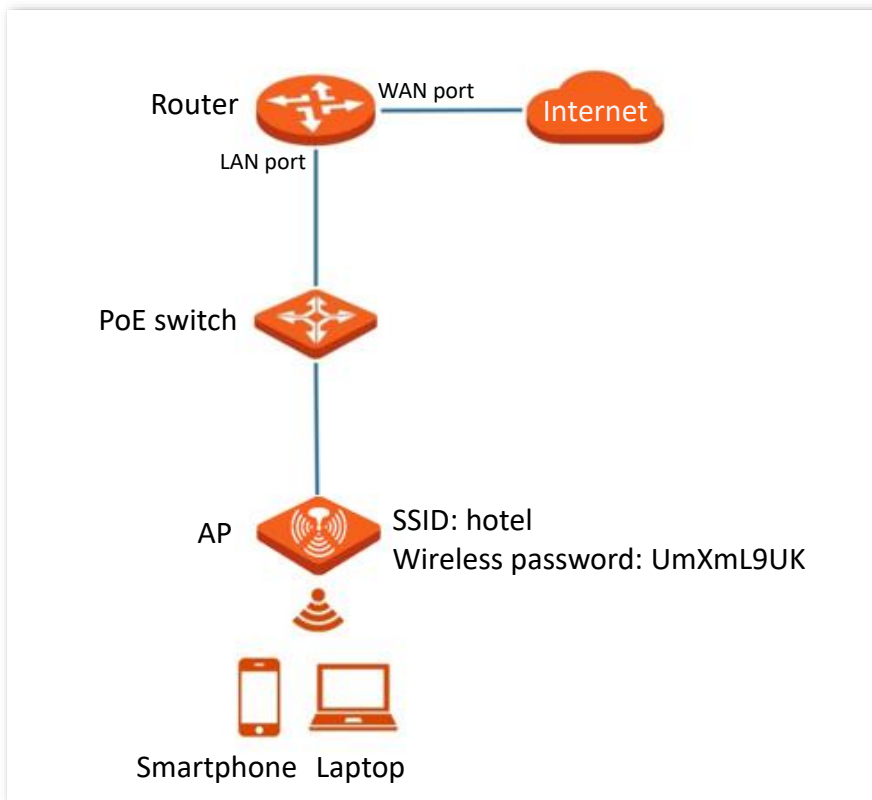 Router
WAN port
Internet
LAN port
PoE switch
AP
SSID: hotel
Wireless password: UmXmL9UK
Smartphone
Laptop